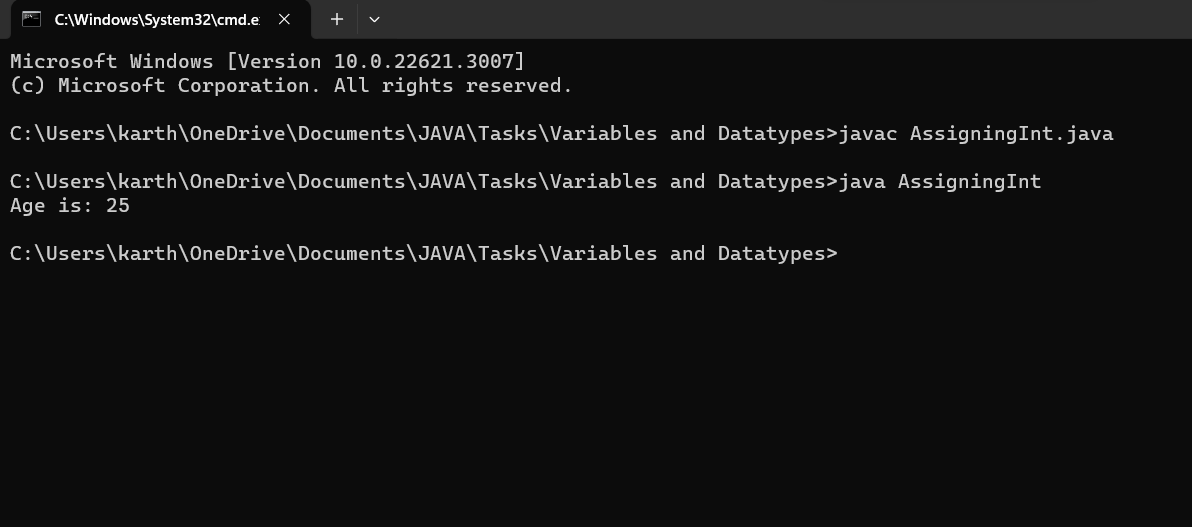 C:\Windows\System32\cmd.e
Microsoft Windows [Version 10.0.22621.3007]
(c) Microsoft Corporation. All rights reserved.
C:\Users\karth\OneDrive\Documents\JAVA\Tasks\Variables and Datatypes>javac AssigningInt.java
C:\Users\karth\OneDrive\Documents\JAVA\Tasks\Variables and Datatypes>java AssigningInt
Age is: 25
C:\Users\karth\OneDrive\Documents\JAVA\Tasks\Variables and Datatypes>